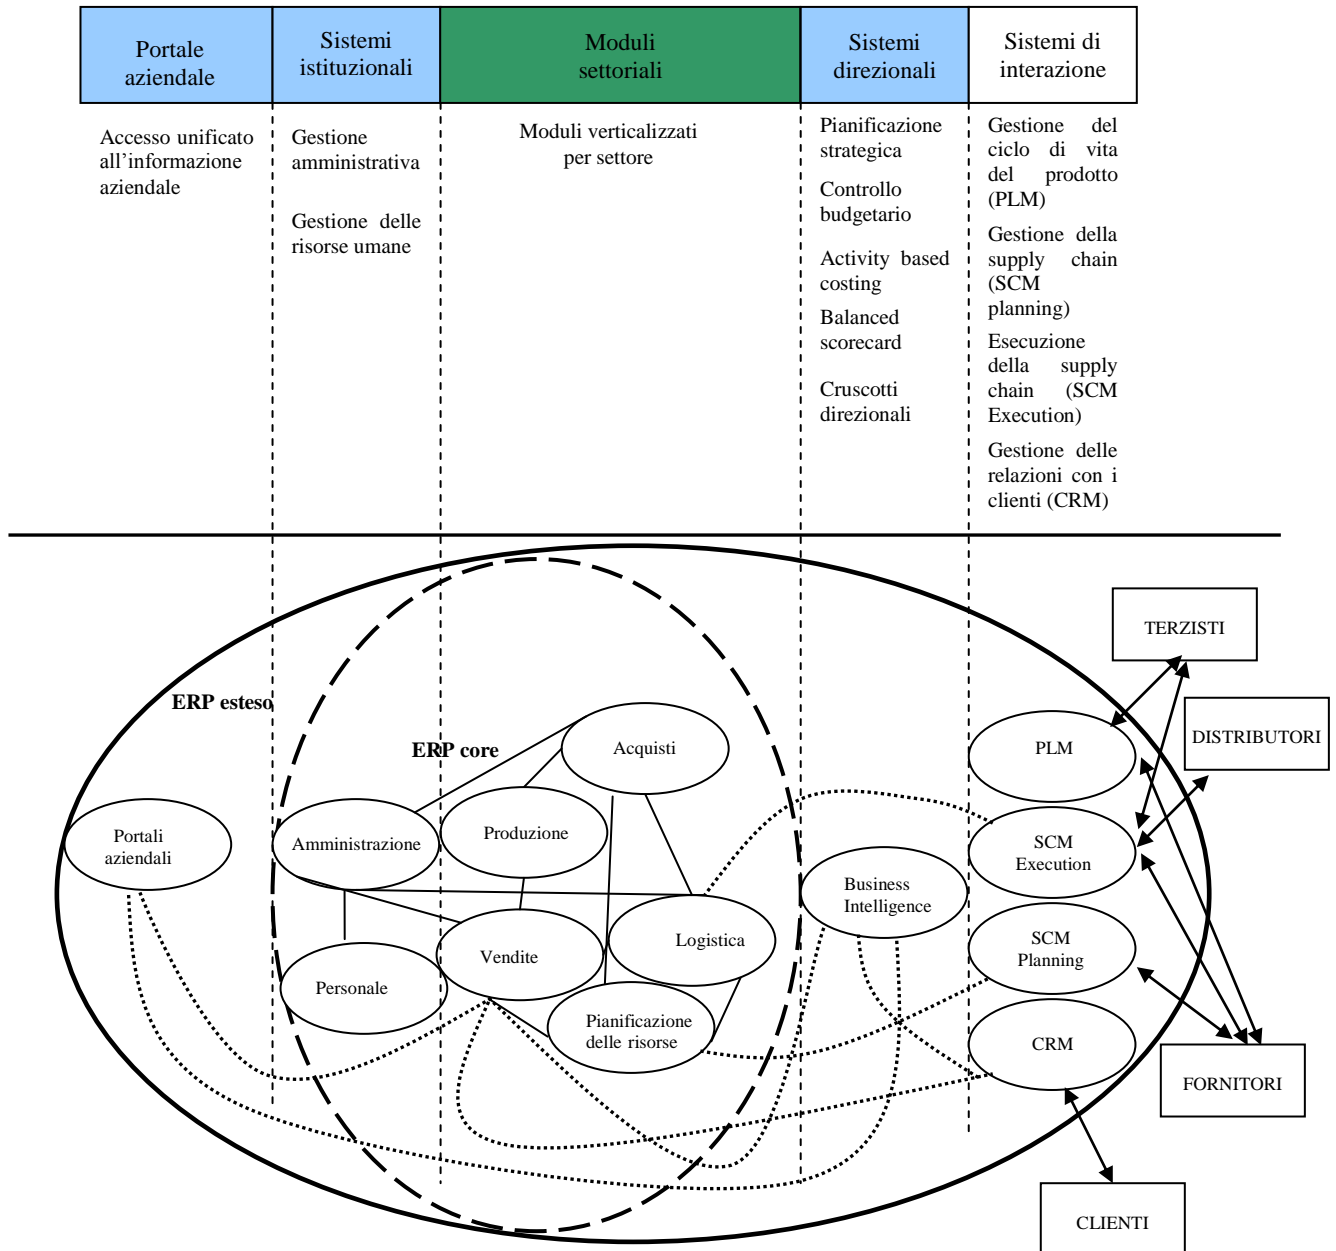 Portale
aziendale
Sistemi
istituzionali
Moduli
settoriali
Sistemi
direzionali
Sistemi di
interazione
Accesso unificato
all'informazione
aziendale
Gestione
amministrativa
Gestione delle
risorse umane
Moduli verticalizzati
per settore
Pianificazione
strategica
Controllo
budgetario
Activity based
costing
Balanced
scorecard
Cruscotti
direzionali
Gestione del
ciclo di vita
del prodotto
(PLM)
Gestione della
supply chain
(SCM
planning)
Esecuzione
della supply
chain (SCM
Execution)
Gestione delle
relazioni con i
clienti (CRM)
ERP esteso
ERP core
Portali
aziendali
Amministrazione
Personale
Acquisti
Produzione
Vendite
Logistica
Pianificazione
delle risorse
Business
Intelligence
PLM
SCM
Execution
SCM
Planning
CRM
TERZISTI
DISTRIBUTORI
FORNITORI
CLIENTI